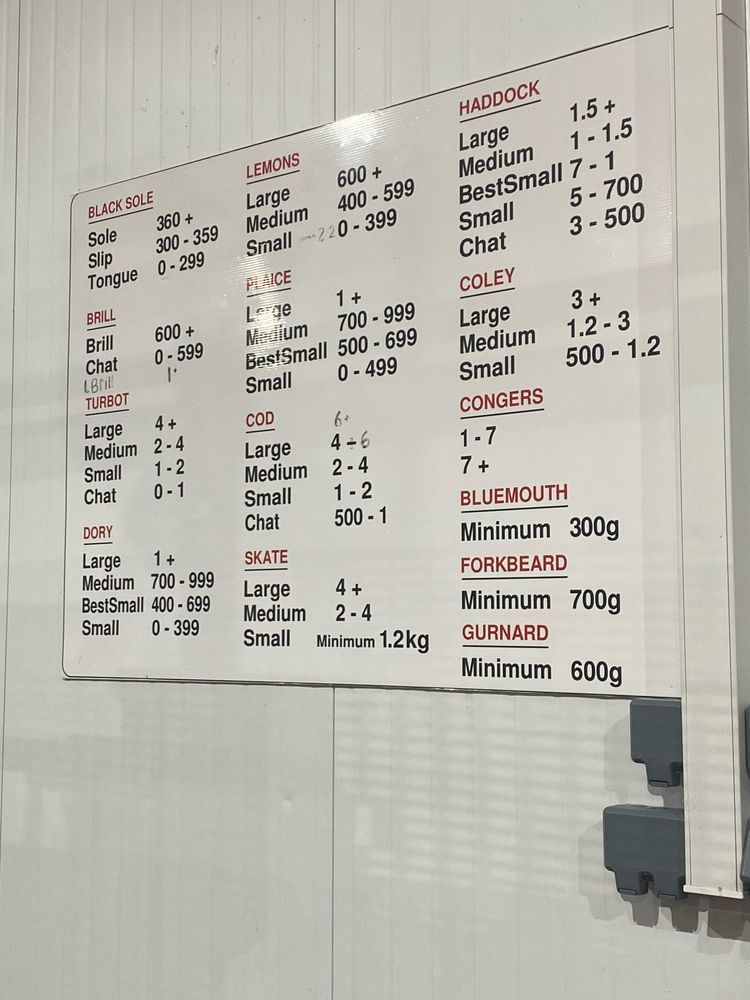 BLACK SOLE
Sole 360 +
Slip 300 - 359
Tongue 0 - 299
BRILL
Brill 600 +
Chat 0 - 599
LBrill 1+
TURBOT
Large 4 +
Medium 2 - 4
Small 1 - 2
Chat 0 - 1
DORY
Large 1 +
Medium 700 - 999
BestSmall 400 - 699
Small 0 - 399
LEMONS
Large 600 +
Medium 400 - 599
Small 0 - 399
PLAICE
Large 1 +
Medium 700 - 999
BestSmall 500 - 699
Small 0 - 499
COD 6+
Large 4 - 6
Medium 2 - 4
Small 1 - 2
Chat 500 - 1
SKATE
Large 4 +
Medium 2 - 4
Small Minimum 1.2kg
HADDOCK
Large 1.5 +
Medium 1 - 1.5
BestSmall 7 - 1
Small 5 - 700
Chat 3 - 500
COLEY
Large 3 +
Medium 1.2 - 3
Small 500 - 1.2
CONGERS
1 - 7
7 +
BLUEMOUTH
Minimum 300g
FORKBEARD
Minimum 700g
GURNARD
Minimum 600g